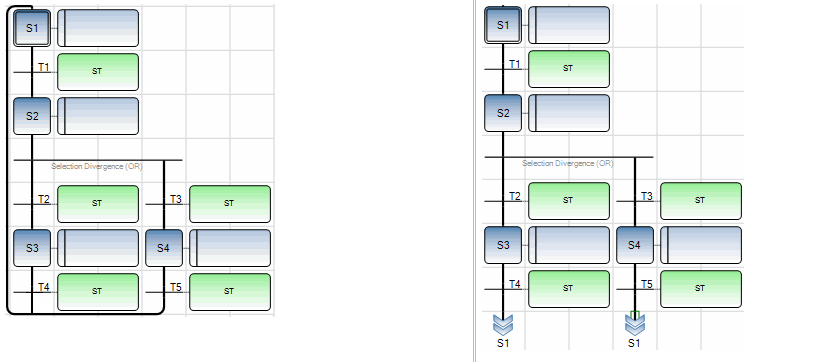 S1
T1 ST
S2
Selection Divergence (OR)
T2 ST T3 ST
S3 S4
T4 ST T5 ST
S1
T1 ST
S2
Selection Divergence (OR)
T2 ST T3 ST
S3 S4
T4 ST T5 ST
S1 S1